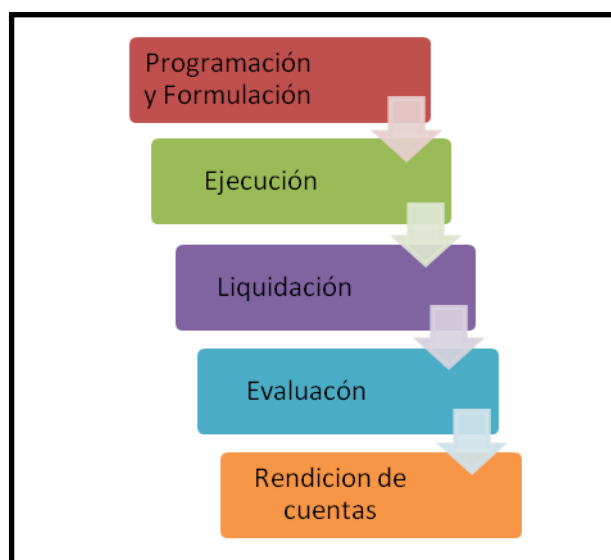 Programación
y Formulación
Ejecución
Liquidación
Evaluacón
Rendicion de
cuentas